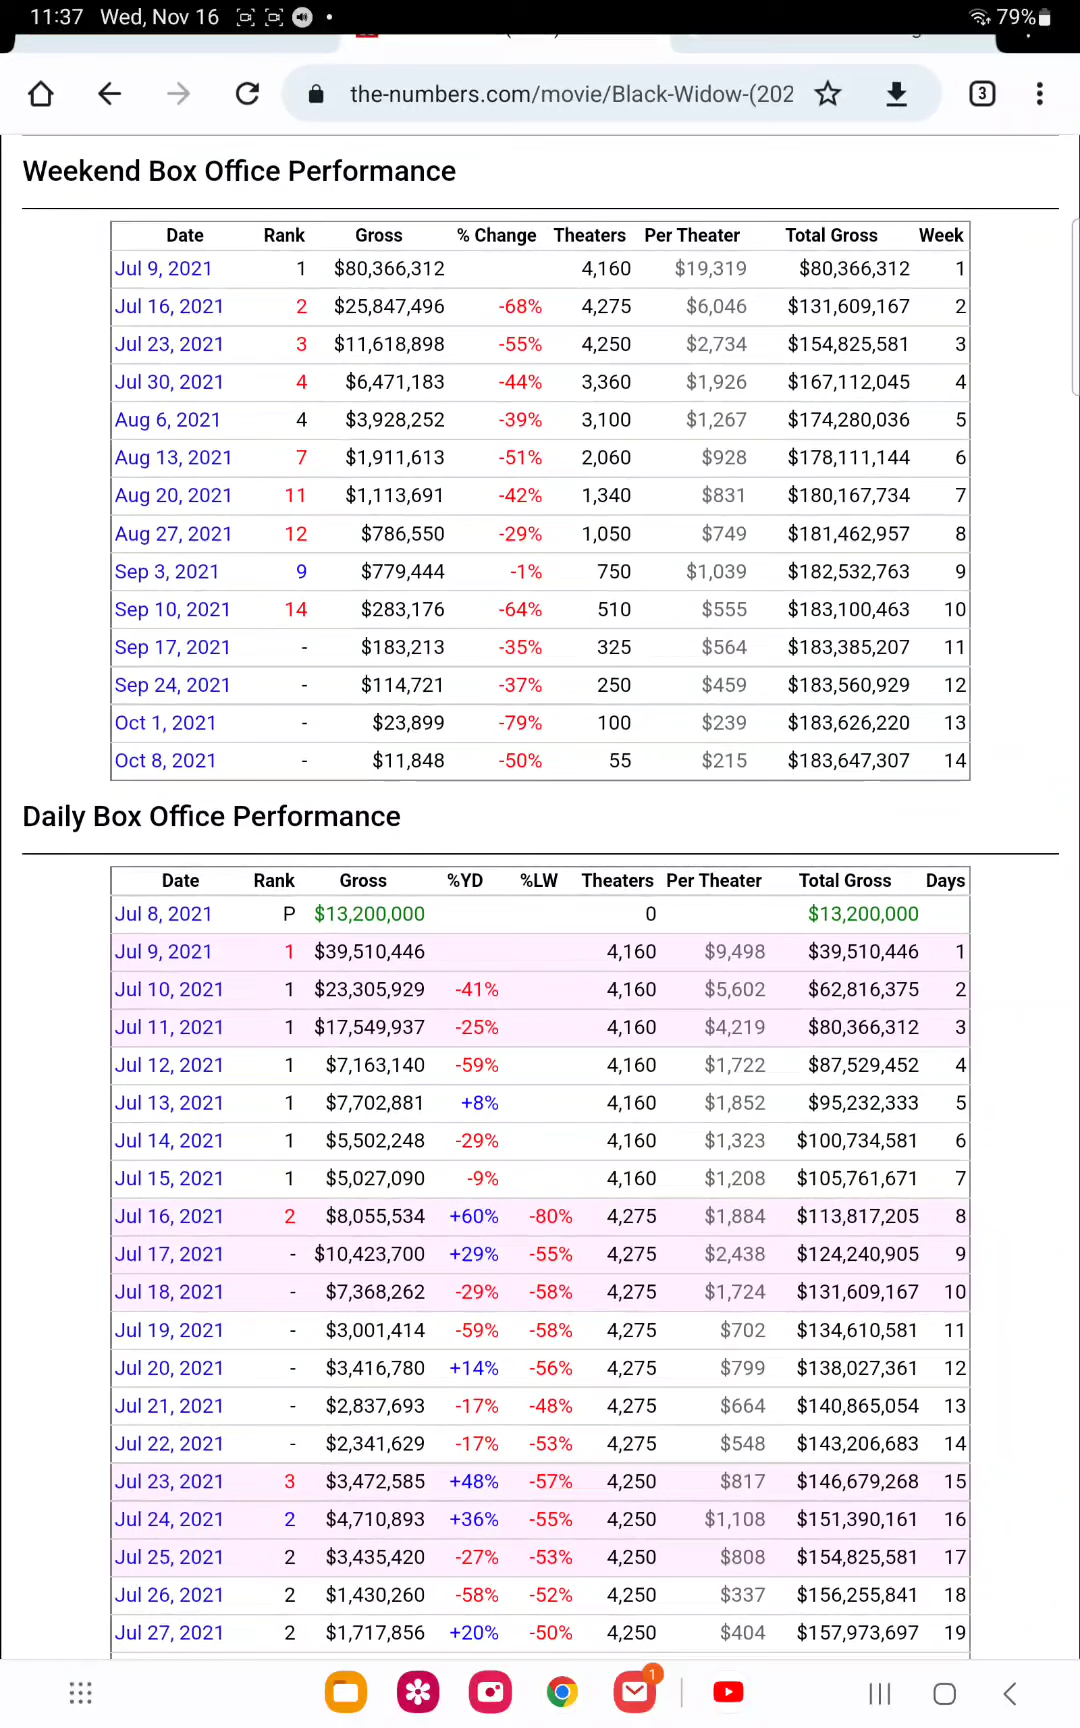 11:37 Wed, Nov 16 79%
the-numbers.com/movie/Black-Widow-(202 3
Weekend Box Office Performance
Date Rank Gross % Change Theaters Per Theater Total Gross Week
Jul 9, 2021 1 $80,366,312 4,160 $19,319 $80,366,312 1
Jul 16, 2021 2 $25,847,496 -68% 4,275 $6,046 $131,609,167 2
Jul 23, 2021 3 $11,618,898 -55% 4,250 $2,734 $154,825,581 3
Jul 30, 2021 4 $6,471,183 -44% 3,360 $1,926 $167,112,045 4
Aug 6, 2021 4 $3,928,252 -39% 3,100 $1,267 $174,280,036 5
Aug 13, 2021 7 $1,911,613 -51% 2,060 $928 $178,111,144 6
Aug 20, 2021 11 $1,113,691 -42% 1,340 $831 $180,167,734 7
Aug 27, 2021 12 $786,550 -29% 1,050 $749 $181,462,957 8
Sep 3, 2021 9 $779,444 -1% 750 $1,039 $182,532,763 9
Sep 10, 2021 14 $283,176 -64% 510 $555 $183,100,463 10
Sep 17, 2021 - $183,213 -35% 325 $564 $183,385,207 11
Sep 24, 2021 - $114,721 -37% 250 $459 $183,560,929 12
Oct 1, 2021 - $23,899 -79% 100 $239 $183,626,220 13
Oct 8, 2021 - $11,848 -50% 55 $215 $183,647,307 14
Daily Box Office Performance
Date Rank Gross %YD %LW Theaters Per Theater Total Gross Days
Jul 8, 2021 P $13,200,000 0 $13,200,000
Jul 9, 2021 1 $39,510,446 4,160 $9,498 $39,510,446 1
Jul 10, 2021 1 $23,305,929 -41% 4,160 $5,602 $62,816,375 2
Jul 11, 2021 1 $17,549,937 -25% 4,160 $4,219 $80,366,312 3
Jul 12, 2021 1 $7,163,140 -59% 4,160 $1,722 $87,529,452 4
Jul 13, 2021 1 $7,702,881 +8% 4,160 $1,852 $95,232,333 5
Jul 14, 2021 1 $5,502,248 -29% 4,160 $1,323 $100,734,581 6
Jul 15, 2021 1 $5,027,090 -9% 4,160 $1,208 $105,761,671 7
Jul 16, 2021 2 $8,055,534 +60% -80% 4,275 $1,884 $113,817,205 8
Jul 17, 2021 - $10,423,700 +29% -55% 4,275 $2,438 $124,240,905 9
Jul 18, 2021 - $7,368,262 -29% -58% 4,275 $1,724 $131,609,167 10
Jul 19, 2021 - $3,001,414 -59% -58% 4,275 $702 $134,610,581 11
Jul 20, 2021 - $3,416,780 +14% -56% 4,275 $799 $138,027,361 12
Jul 21, 2021 - $2,837,693 -17% -48% 4,275 $664 $140,865,054 13
Jul 22, 2021 - $2,341,629 -17% -53% 4,275 $548 $143,206,683 14
Jul 23, 2021 3 $3,472,585 +48% -57% 4,250 $817 $146,679,268 15
Jul 24, 2021 2 $4,710,893 +36% -55% 4,250 $1,108 $151,390,161 16
Jul 25, 2021 2 $3,435,420 -27% -53% 4,250 $808 $154,825,581 17
Jul 26, 2021 2 $1,430,260 -58% -52% 4,250 $337 $156,255,841 18
Jul 27, 2021 2 $1,717,856 +20% -50% 4,250 $404 $157,973,697 19
1